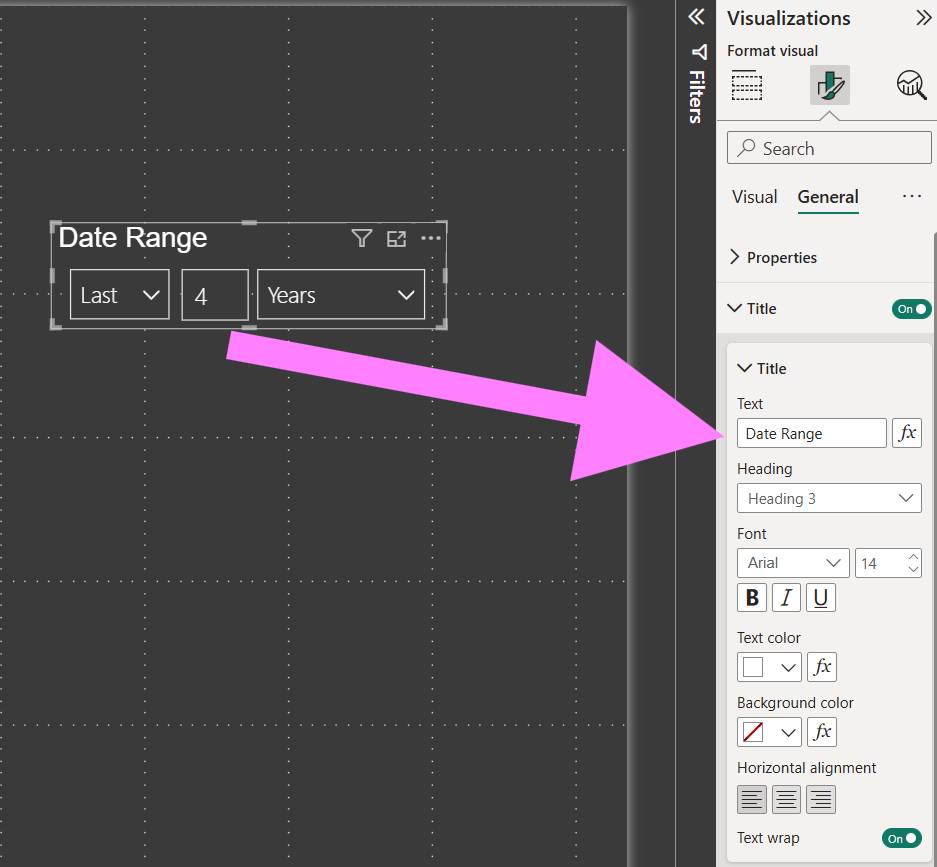 Date Range
Last
4
Years
Filters
Visualizations
Format visual
Search
Visual General
Properties
Title
On
Title
Text
Date Range
fx
Heading
Heading 3
Font
Arial
14
B I U
Text color
fx
Background color
fx
Horizontal alignment
Text wrap
On